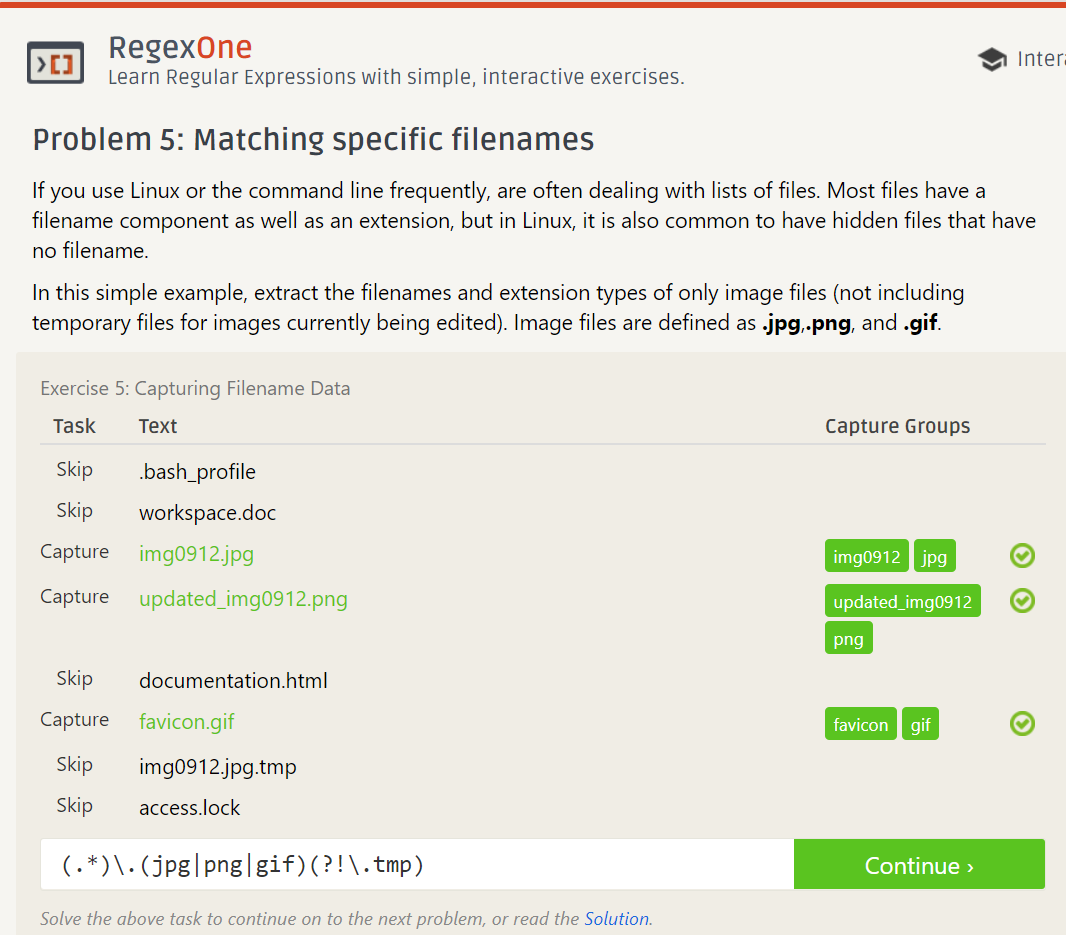 RegexOne
Learn Regular Expressions with simple, interactive exercises.
Inter
Problem 5: Matching specific filenames
If you use Linux or the command line frequently, are often dealing with lists of files. Most files have a
filename component as well as an extension, but in Linux, it is also common to have hidden files that have
no filename.
In this simple example, extract the filenames and extension types of only image files (not including
temporary files for images currently being edited). Image files are defined as .jpg,.png, and .gif.
Exercise 5: Capturing Filename Data
Task Text Capture Groups
Skip .bash_profile
Skip workspace.doc
Capture img0912.jpg img0912 jpg
Capture updated_img0912.png updated_img0912
png
Skip documentation.html
Capture favicon.gif favicon gif
Skip img0912.jpg.tmp
Skip access.lock
(.*)\.(jpg|png|gif)(?!\.tmp) Continue ›
Solve the above task to continue on to the next problem, or read the Solution.